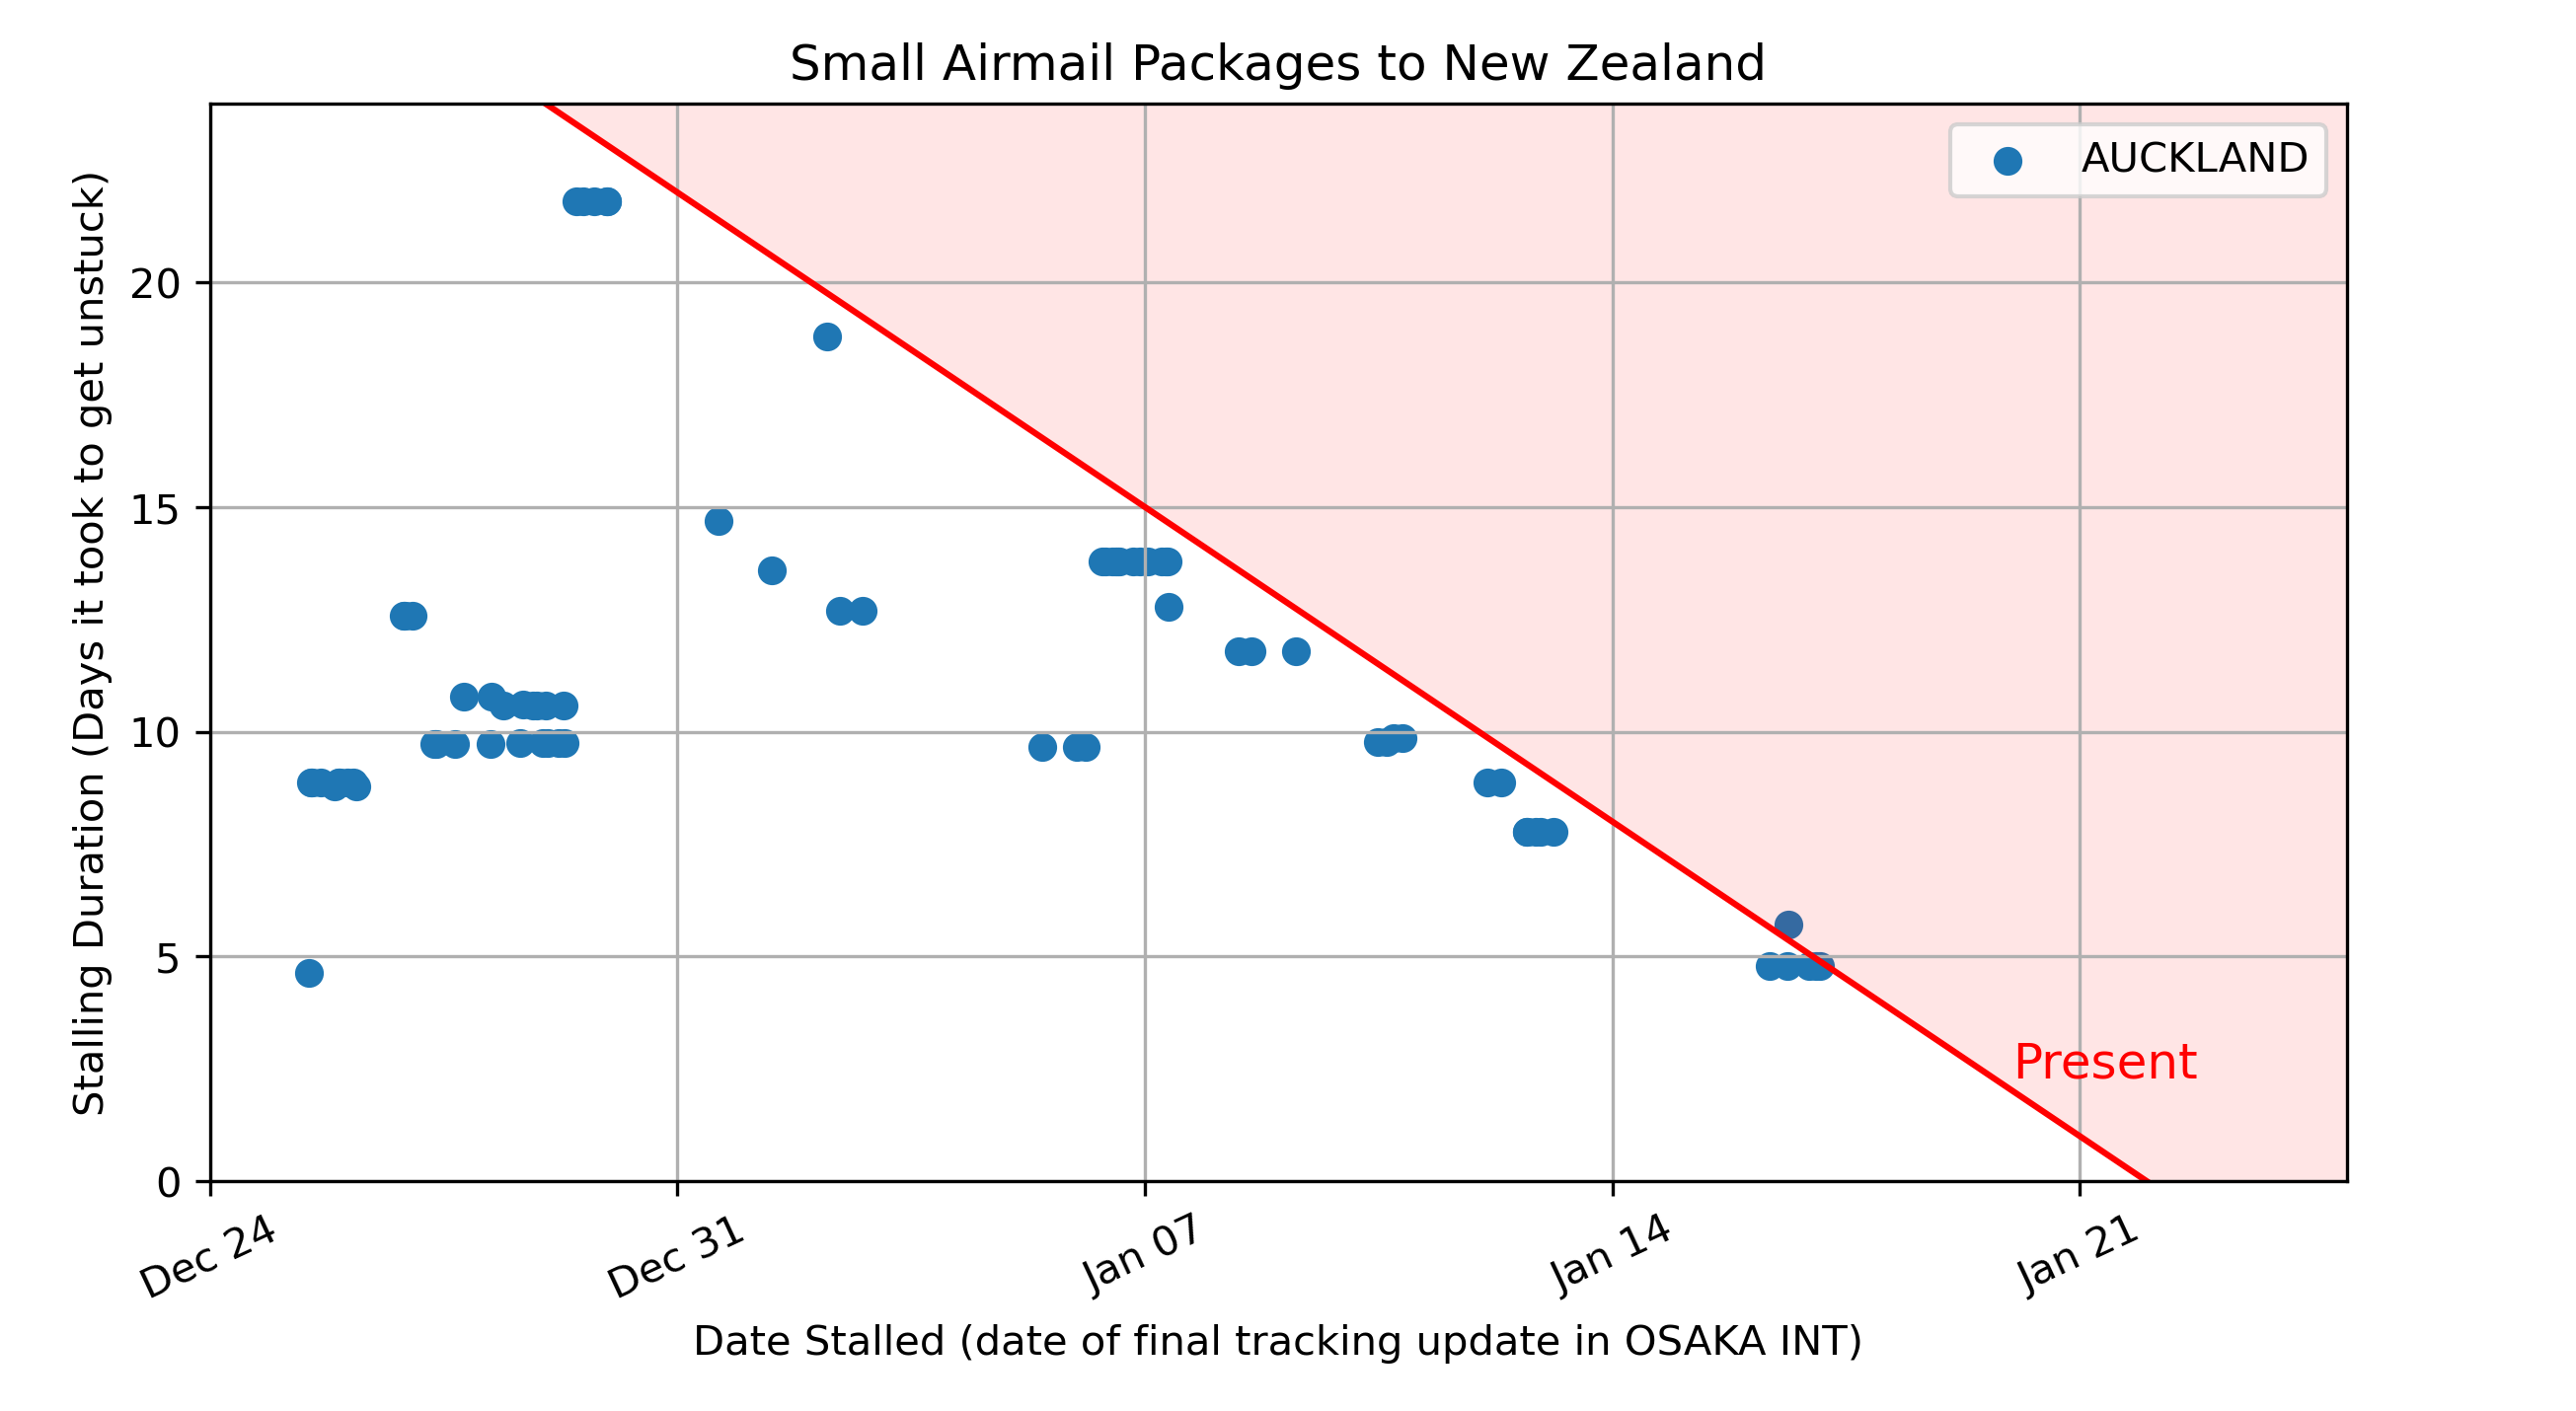 Small Airmail Packages to New Zealand
AUCKLAND
Stalling Duration (Days it took to get unstuck)
20
15
10
5
0
Present
Dec 24
Dec 31
Jan 07
Jan 14
Jan 21
Date Stalled (date of final tracking update in OSAKA INT)